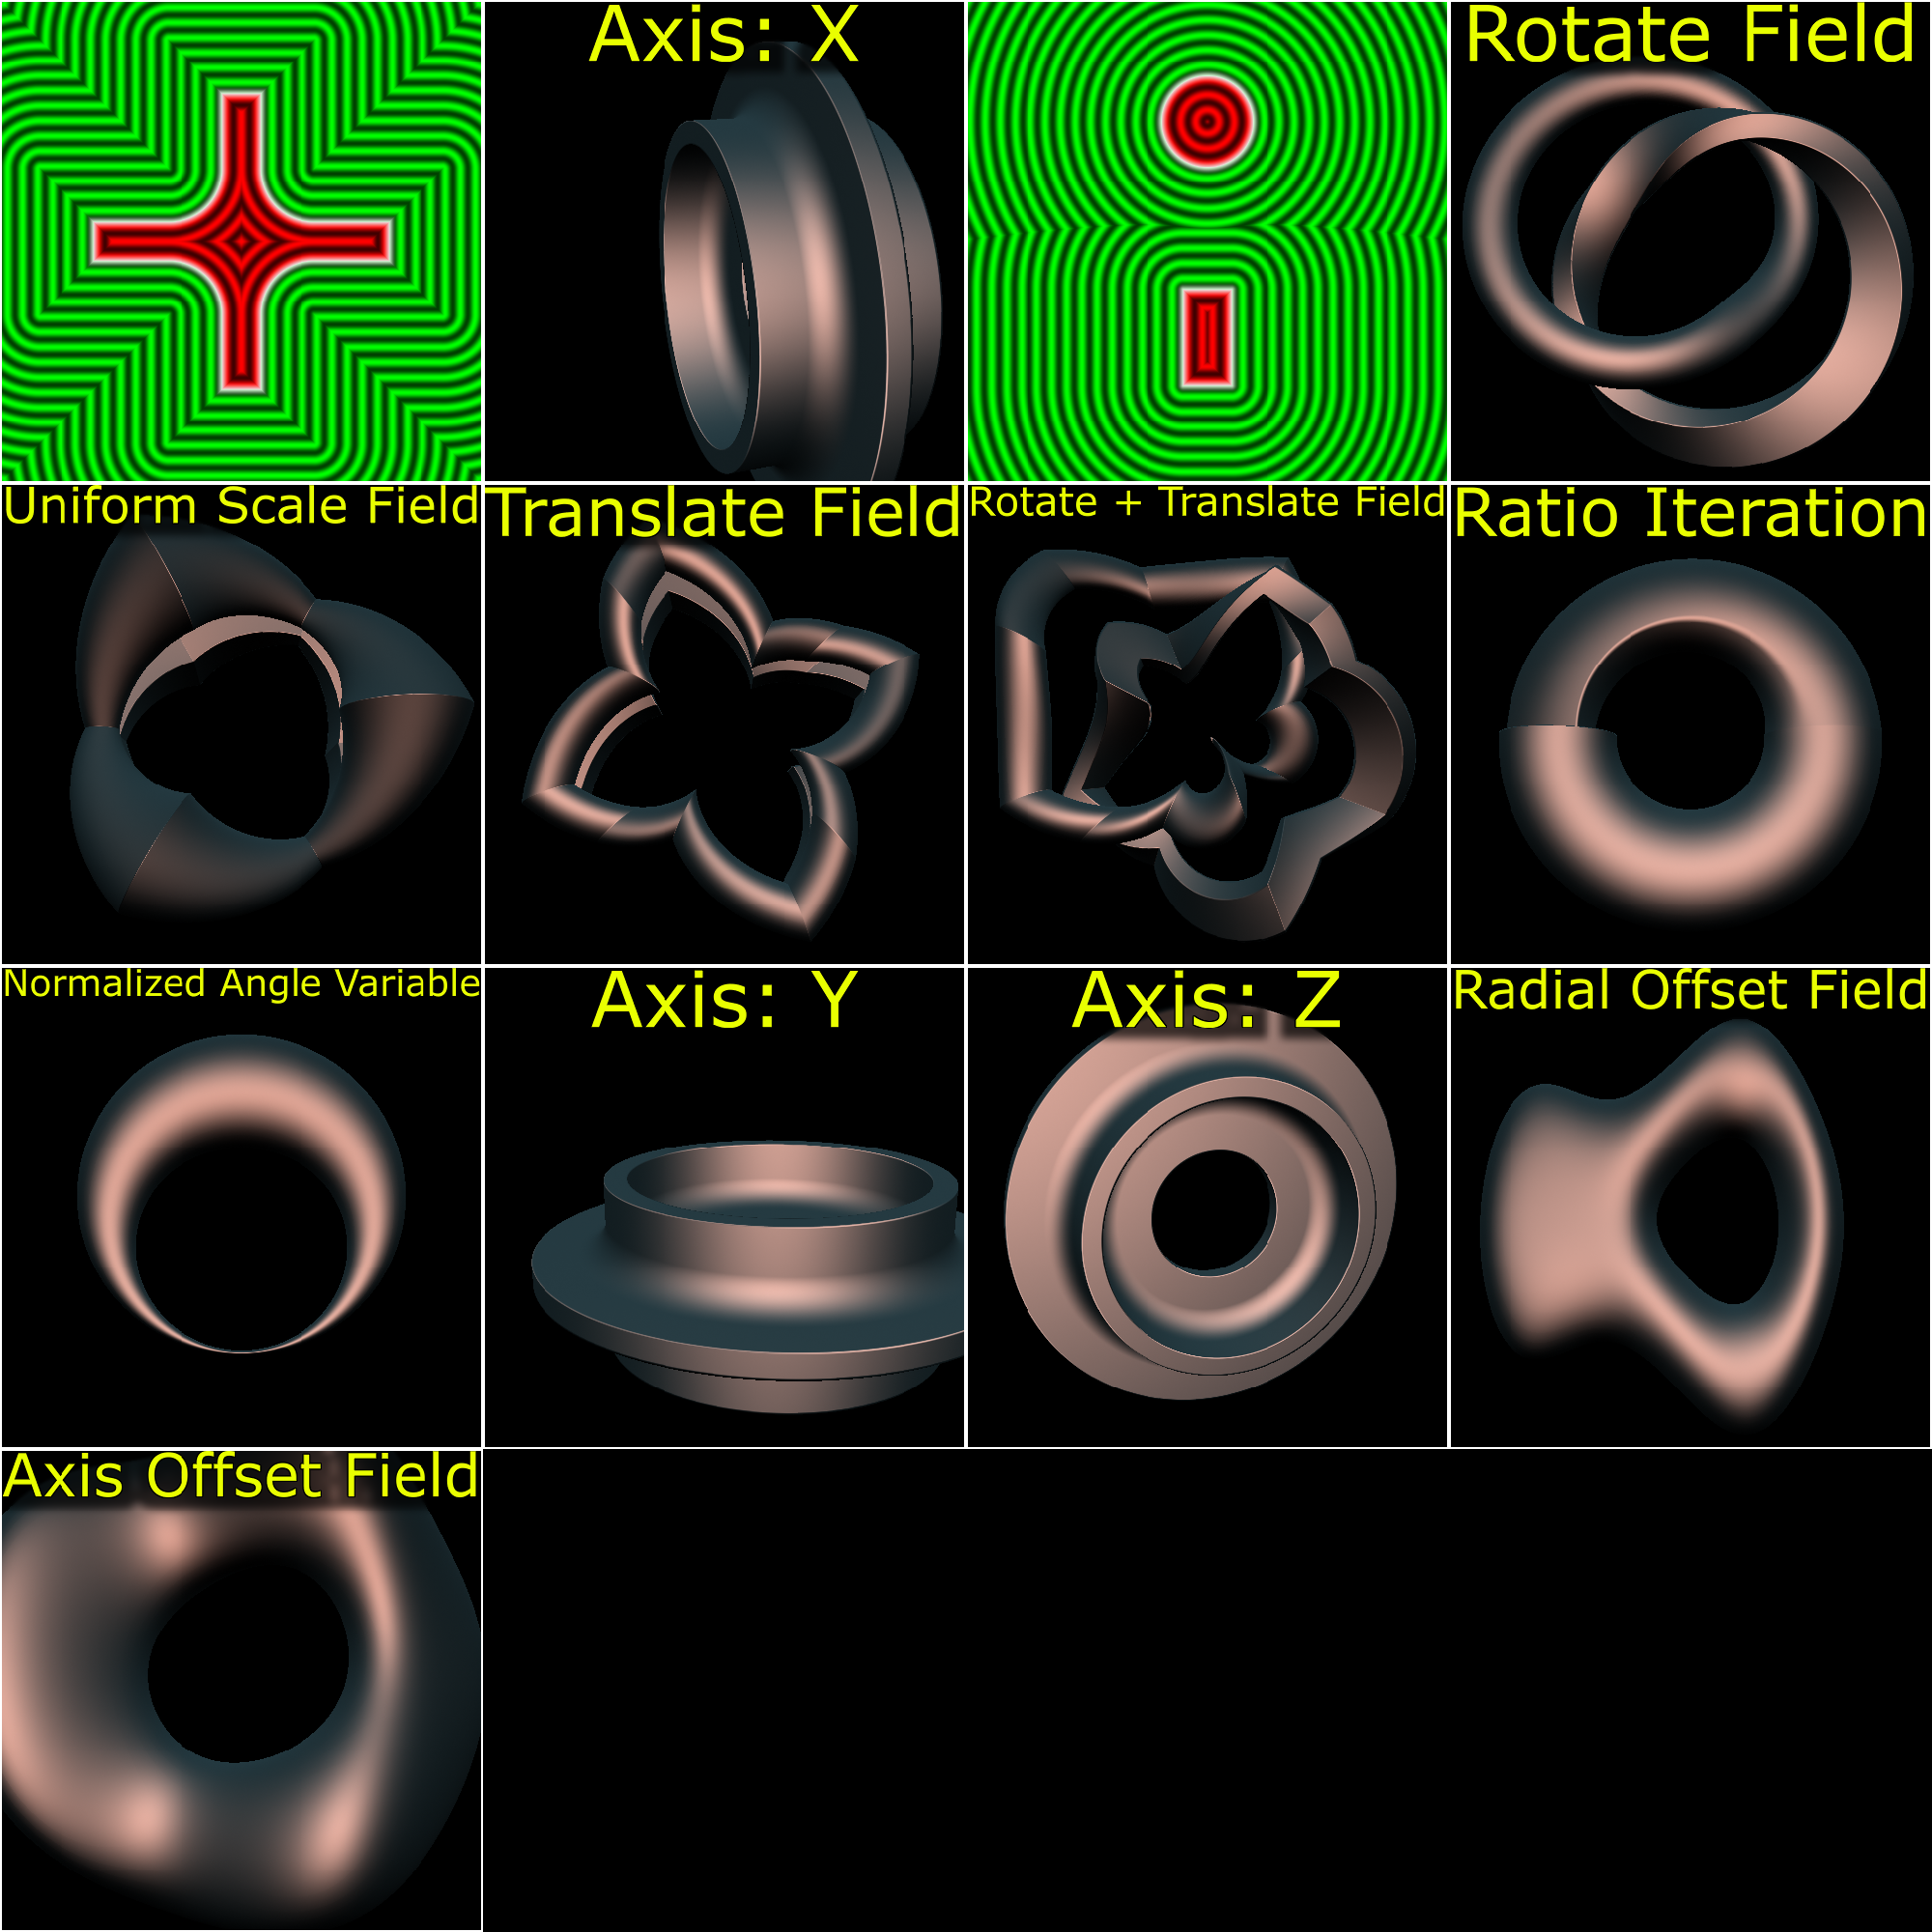 Axis: X
Rotate Field
Uniform Scale Field
Translate Field
Rotate + Translate Field
Ratio Iteration
Normalized Angle Variable
Axis: Y
Axis: Z
Radial Offset Field
Axis Offset Field